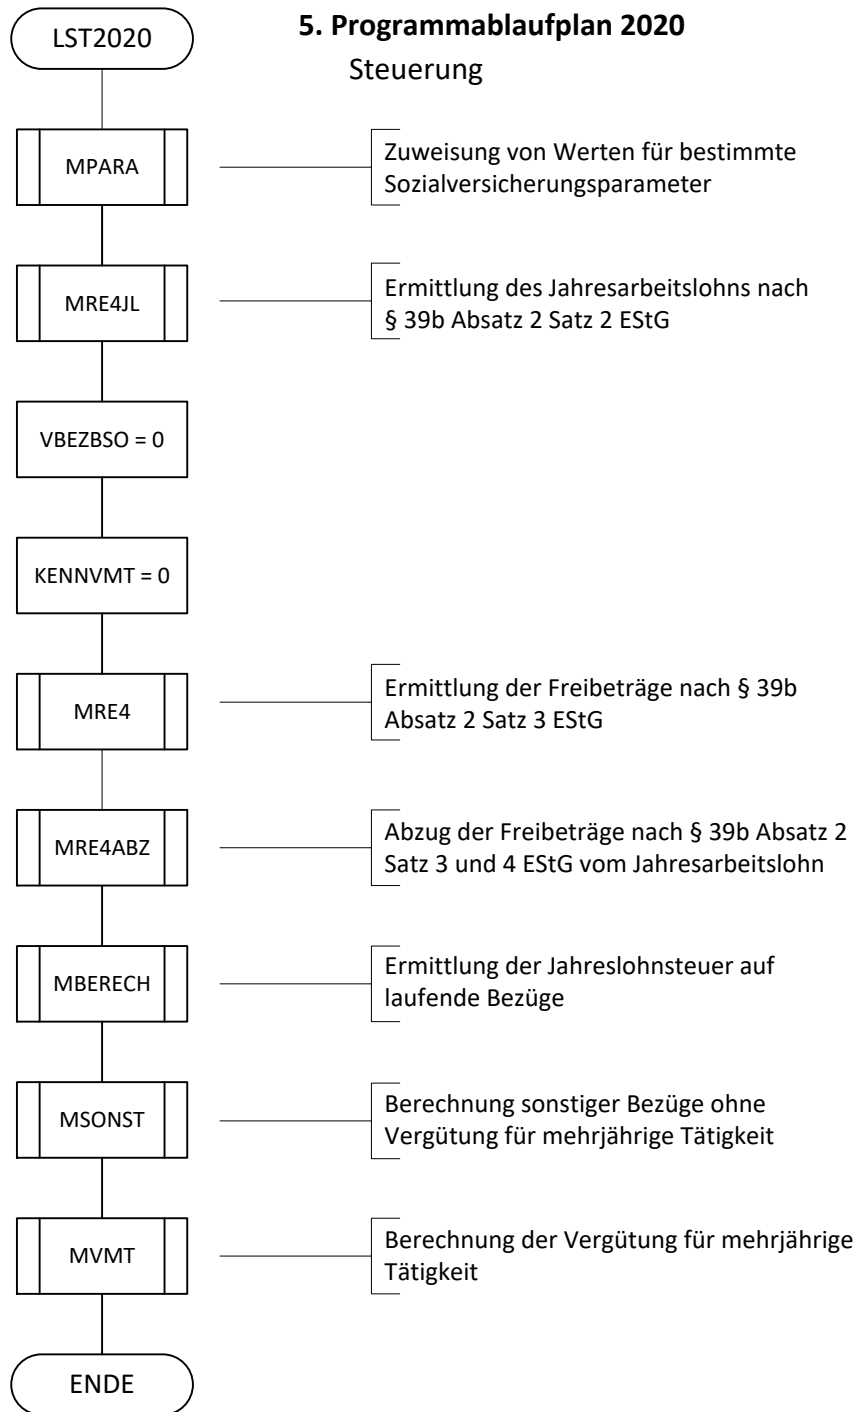 LST2020
5. Programmablaufplan 2020
Steuerung
MPARA
Zuweisung von Werten für bestimmte
Sozialversicherungsparameter
MRE4JL
Ermittlung des Jahresarbeitslohns nach
§ 39b Absatz 2 Satz 2 EStG
VBEZBSO = 0
KENNVMT = 0
MRE4
Ermittlung der Freibeträge nach § 39b
Absatz 2 Satz 3 EStG
MRE4ABZ
Abzug der Freibeträge nach § 39b Absatz 2
Satz 3 und 4 EStG vom Jahresarbeitslohn
MBERECH
Ermittlung der Jahreslohnsteuer auf
laufende Bezüge
MSONST
Berechnung sonstiger Bezüge ohne
Vergütung für mehrjährige Tätigkeit
MVMT
Berechnung der Vergütung für mehrjährige
Tätigkeit
ENDE